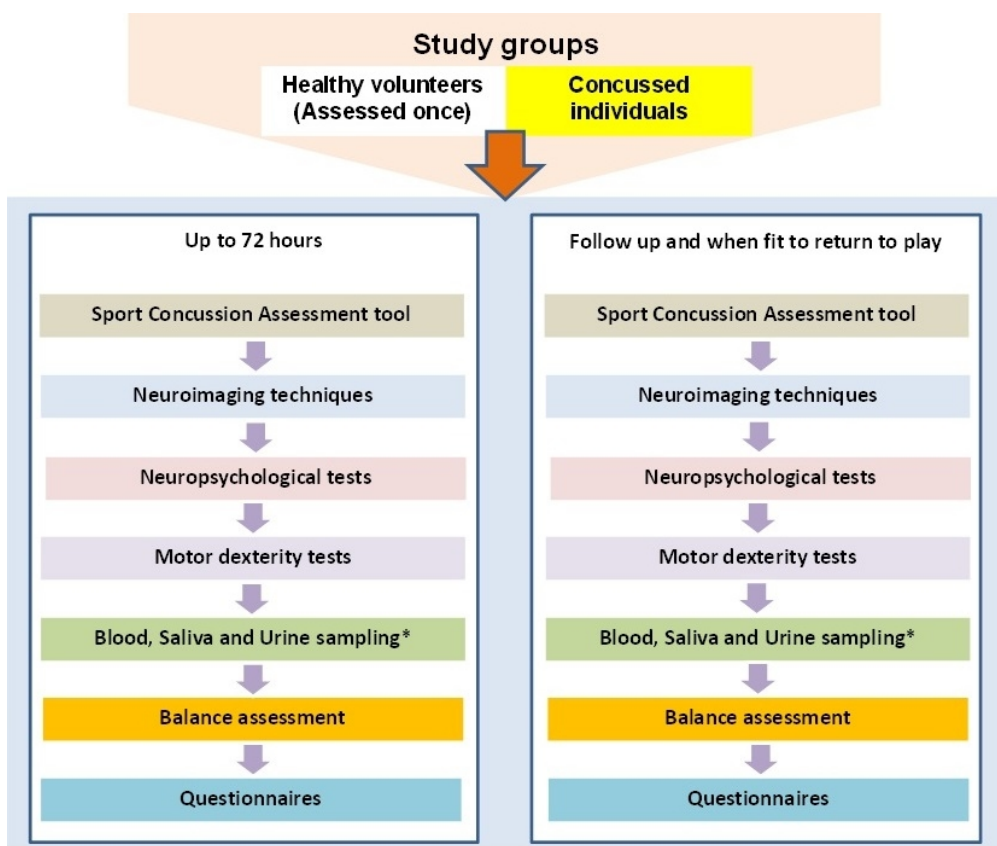 Study groups
Healthy volunteers
(Assessed once)
Concussed
individuals
Up to 72 hours
Sport Concussion Assessment tool
Neuroimaging techniques
Neuropsychological tests
Motor dexterity tests
Blood, Saliva and Urine sampling*
Balance assessment
Questionnaires
Follow up and when fit to return to play
Sport Concussion Assessment tool
Neuroimaging techniques
Neuropsychological tests
Motor dexterity tests
Blood, Saliva and Urine sampling*
Balance assessment
Questionnaires